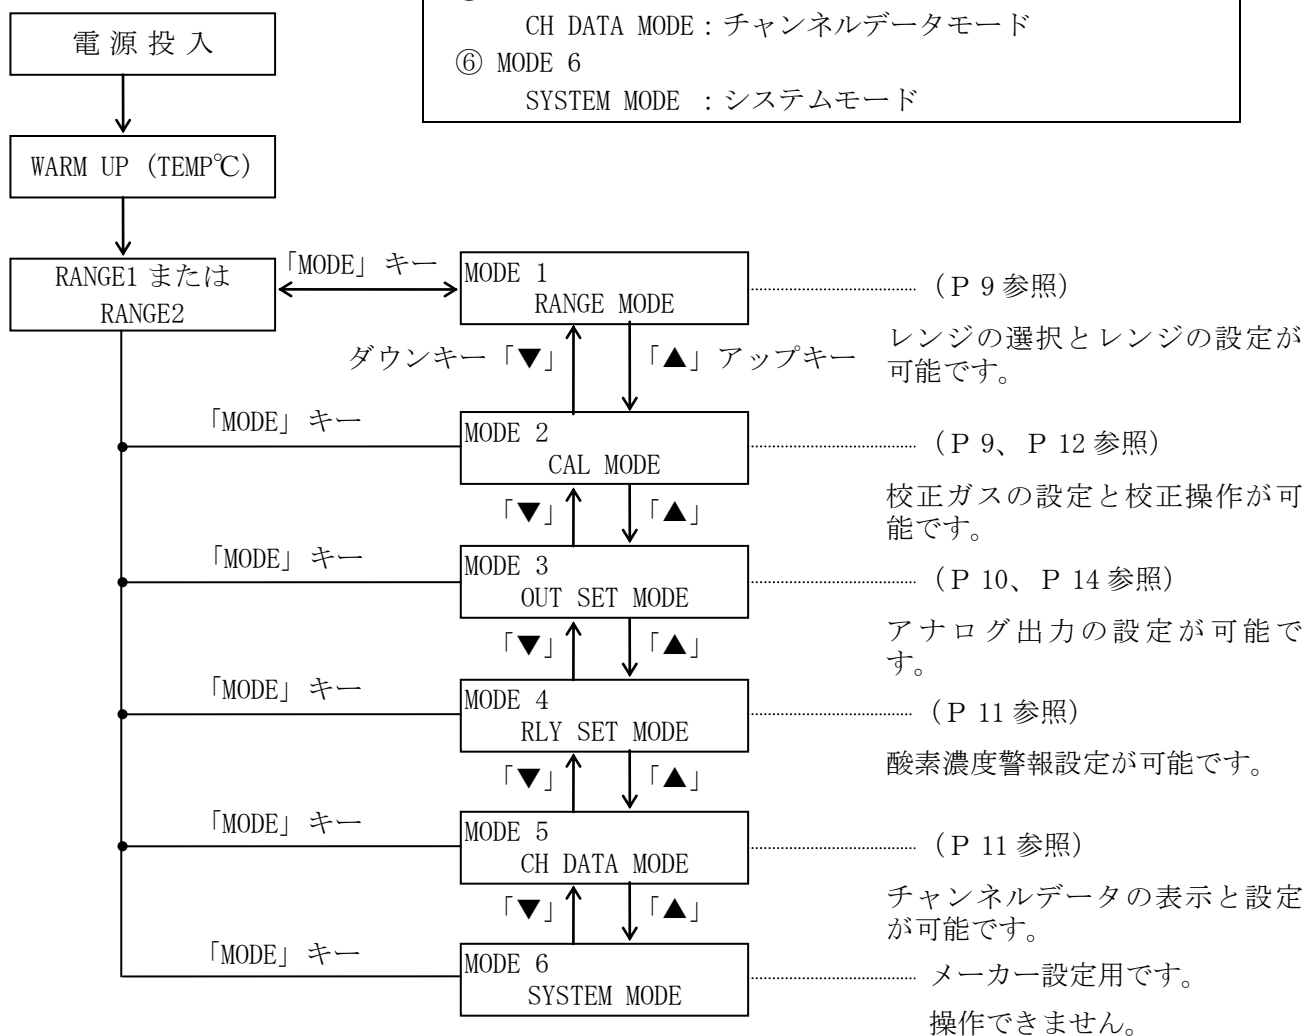 CH DATA MODE：チャンネルデータモード
⑥ MODE 6
SYSTEM MODE ：システムモード
電 源 投 入
WARM UP (TEMP℃)
RANGE1 または
RANGE2
「MODE」キー
MODE 1
RANGE MODE
（Ｐ 9 参照）
レンジの選択とレンジの設定が
可能です。
ダウンキー「▼」
「▲」アップキー
「MODE」キー
MODE 2
CAL MODE
（Ｐ 9、Ｐ 12 参照）
校正ガスの設定と校正操作が可
能です。
「▼」
「▲」
「MODE」キー
MODE 3
OUT SET MODE
（Ｐ 10、Ｐ 14 参照）
アナログ出力の設定が可能で
す。
「▼」
「▲」
「MODE」キー
MODE 4
RLY SET MODE
（Ｐ 11 参照）
酸素濃度警報設定が可能です。
「▼」
「▲」
「MODE」キー
MODE 5
CH DATA MODE
（Ｐ 11 参照）
チャンネルデータの表示と設定
が可能です。
「▼」
「▲」
「MODE」キー
MODE 6
SYSTEM MODE
メーカー設定用です。
操作できません。